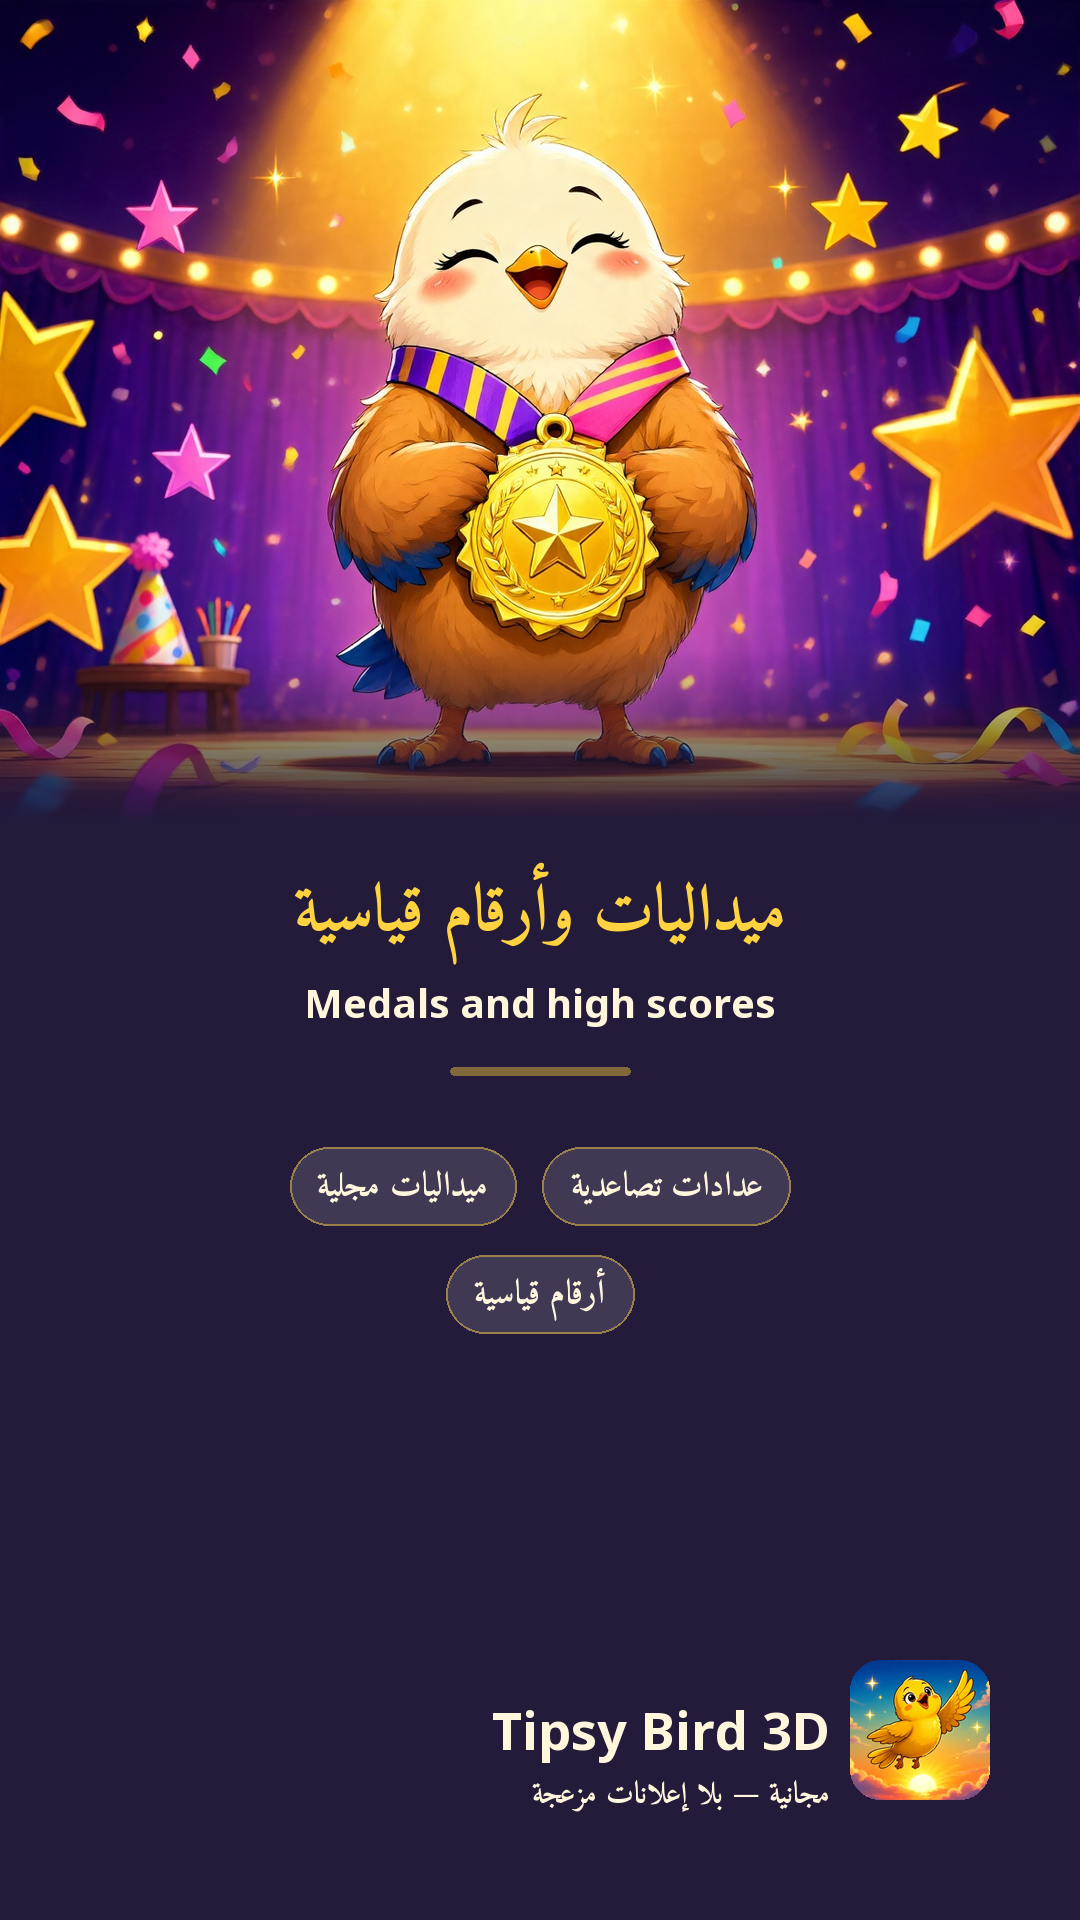 ميداليات وأرقام قياسية
Medals and high scores
عدادات تصاعدية
ميداليات مجلية
أرقام قياسية
Tipsy Bird 3D
مجانية — بلا إعلانات مزعجة